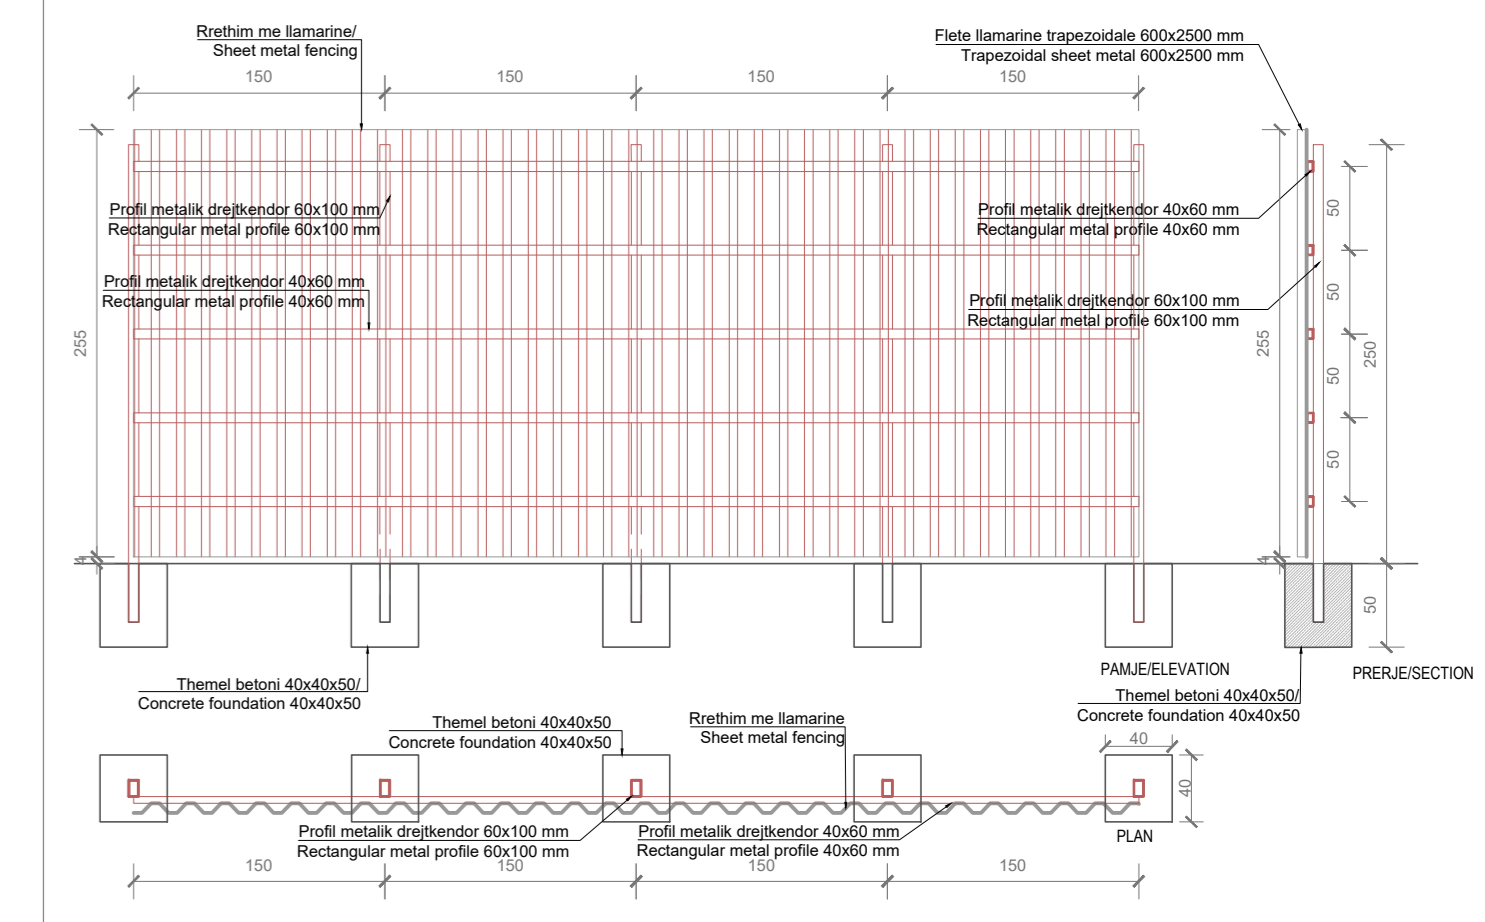 Rrethim me llamarine/
Sheet metal fencing
Flete llamarine trapezoidale 600x2500 mm
Trapezoidal sheet metal 600x2500 mm
150
150
150
150
Profil metalik drejtkendor 60x100 mm
Rectangular metal profile 60x100 mm
Profil metalik drejtkendor 40x60 mm
Rectangular metal profile 40x60 mm
255
4
Profil metalik drejtkendor 40x60 mm
Rectangular metal profile 40x60 mm
Profil metalik drejtkendor 60x100 mm
Rectangular metal profile 60x100 mm
255
4
50
50
50
50
250
50
PAMJE/ELEVATION
PRERJE/SECTION
Themel betoni 40x40x50/
Concrete foundation 40x40x50
Themel betoni 40x40x50/
Concrete foundation 40x40x50
Themel betoni 40x40x50
Concrete foundation 40x40x50
Rrethim me llamarine
Sheet metal fencing
40
40
Profil metalik drejtkendor 60x100 mm
Rectangular metal profile 60x100 mm
Profil metalik drejtkendor 40x60 mm
Rectangular metal profile 40x60 mm
PLAN
150
150
150
150